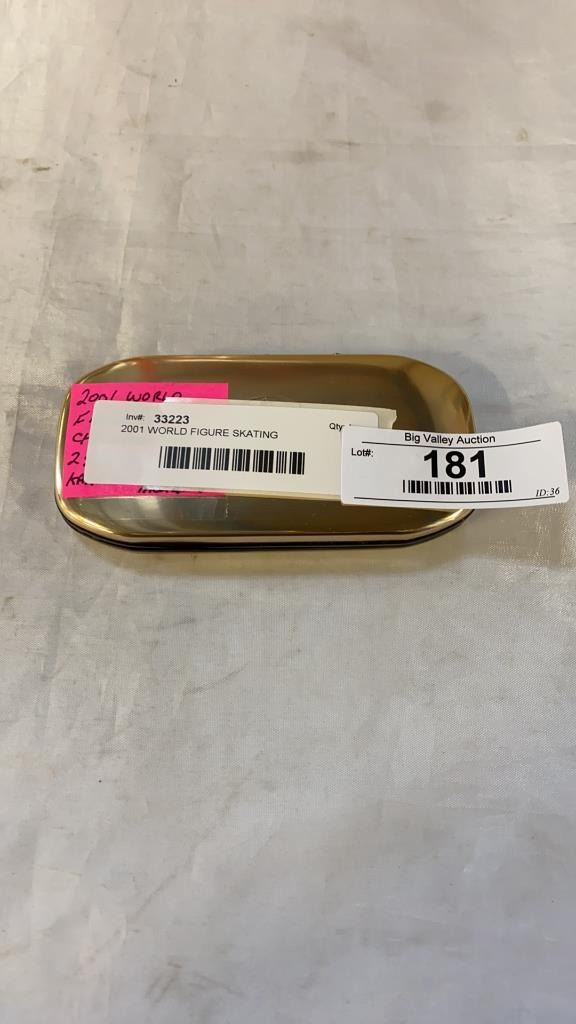 2001 WORLD
Inv#: 33223
Qty:
2001 WORLD FIGURE SKATING
Big Valley Auction
Lot#: 181
ID:36